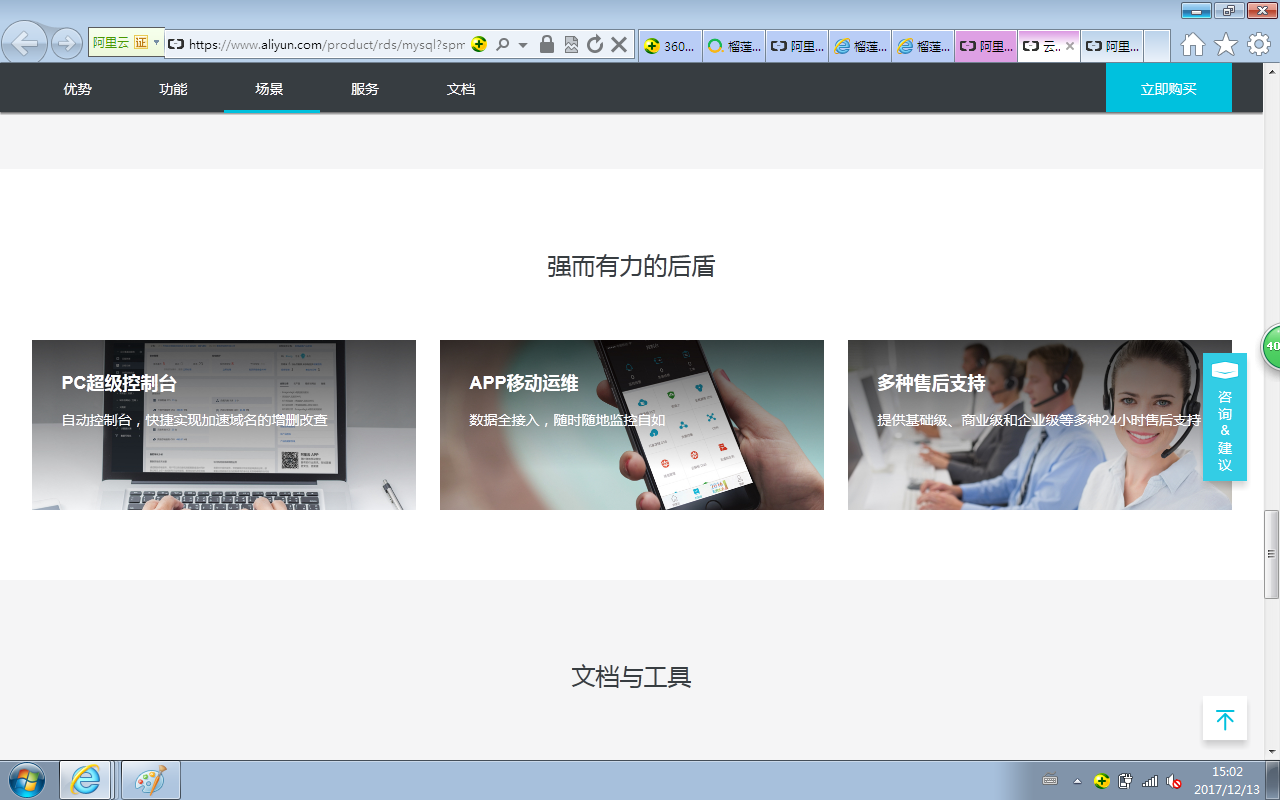 阿里云 证
https://www.aliyun.com/product/rds/mysql?spm
360...
榴莲...
阿里...
榴莲...
榴莲...
阿里...
云...
阿里...
优势
功能
场景
服务
文档
立即购买
强而有力的后盾
PC超级控制台
自动控制台，快捷实现加速域名的增删改查
APP移动运维
数据全接入，随时随地监控自如
多种售后支持
提供基础级、商业级和企业级等多种24小时售后支持
40
咨
询
&
建
议
文档与工具
15:02
2017/12/13